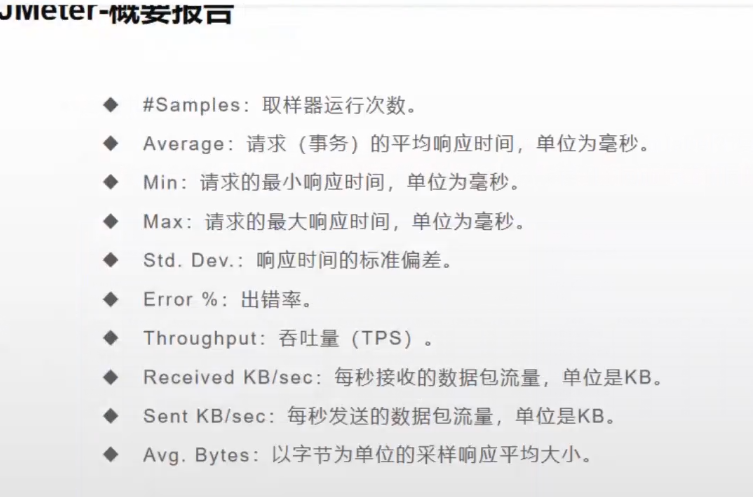 JMeter-概要报告
#Samples：取样器运行次数。
Average：请求（事务）的平均响应时间，单位为毫秒。
Min：请求的最小响应时间，单位为毫秒。
Max：请求的最大响应时间，单位为毫秒。
Std. Dev.：响应时间的标准偏差。
Error %：出错率。
Throughput：吞吐量（TPS）。
Received KB/sec：每秒接收的数据包流量，单位是KB。
Sent KB/sec：每秒发送的数据包流量，单位是KB。
Avg. Bytes：以字节为单位的采样响应平均大小。